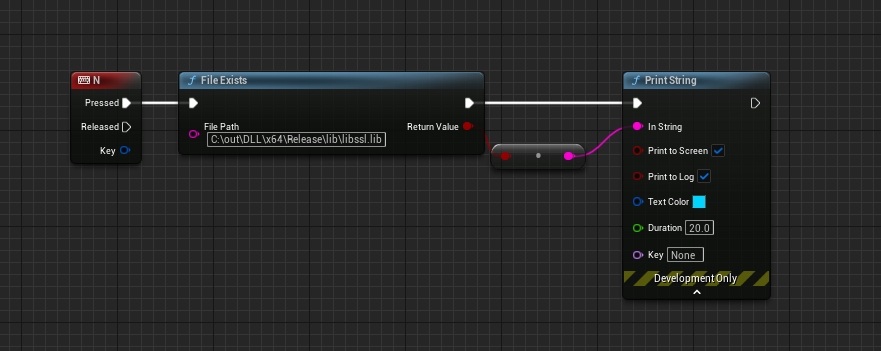 N
Pressed
Released
Key
f File Exists
File Path
C:\out\DLL\x64\Release\lib\libssl.lib
Return Value
f Print String
In String
Print to Screen
Print to Log
Text Color
Duration 20.0
Key None
Development Only